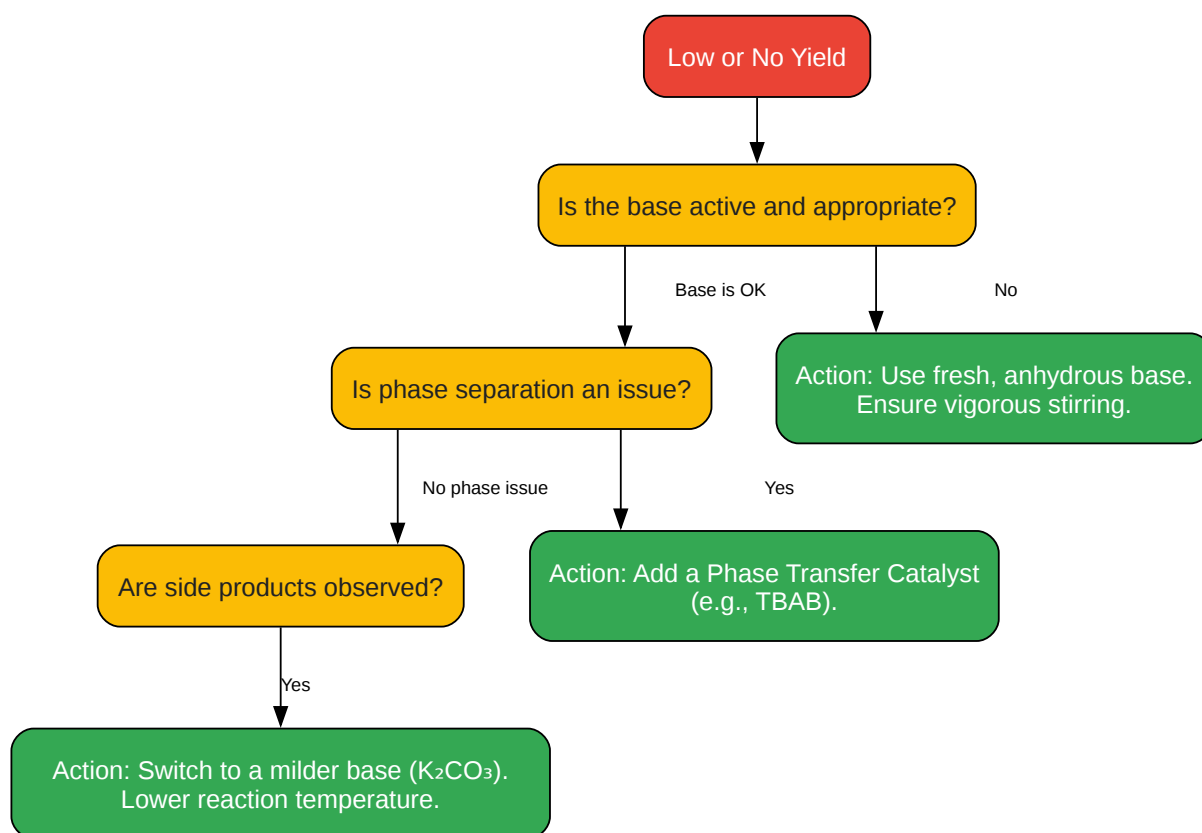 Low or No Yield
Is the base active and appropriate?
Base is OK
No
Is phase separation an issue?
Action: Use fresh, anhydrous base.
Ensure vigorous stirring.
No phase issue
Yes
Are side products observed?
Action: Add a Phase Transfer Catalyst
(e.g., TBAB).
Yes
Action: Switch to a milder base (K₂CO₃).
Lower reaction temperature.